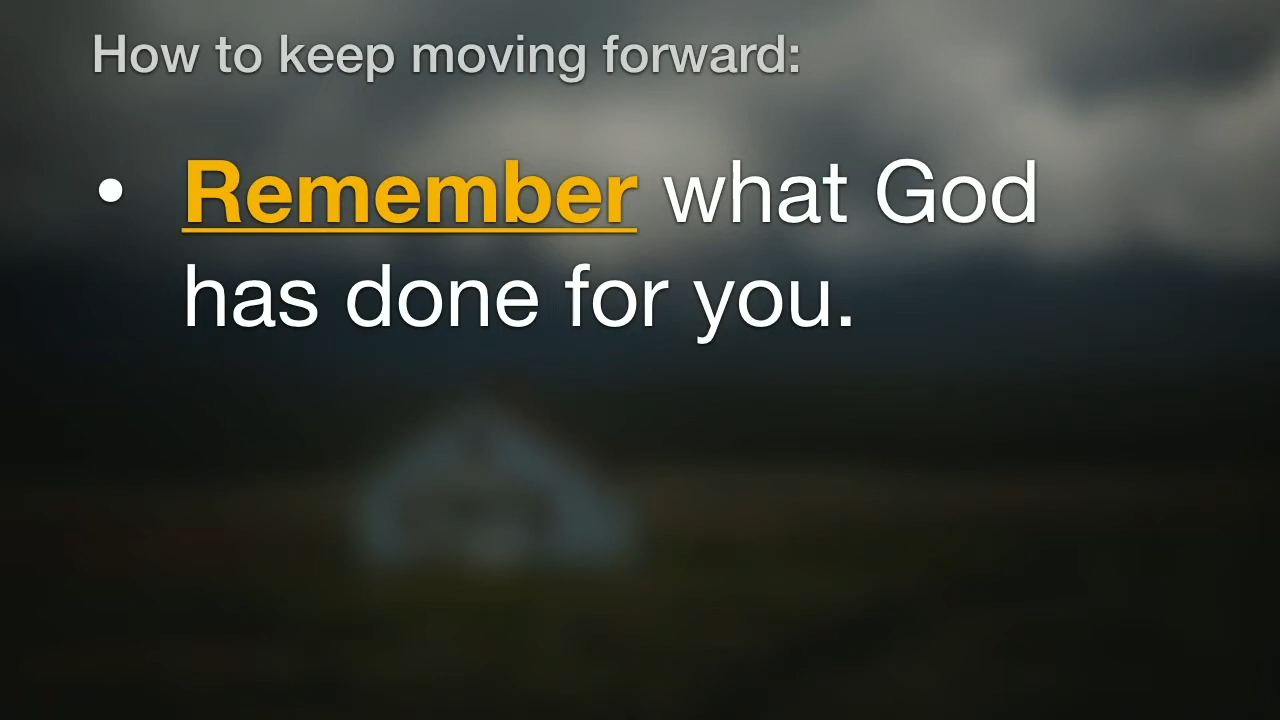 How to keep moving forward:
• Remember what God
has done for you.